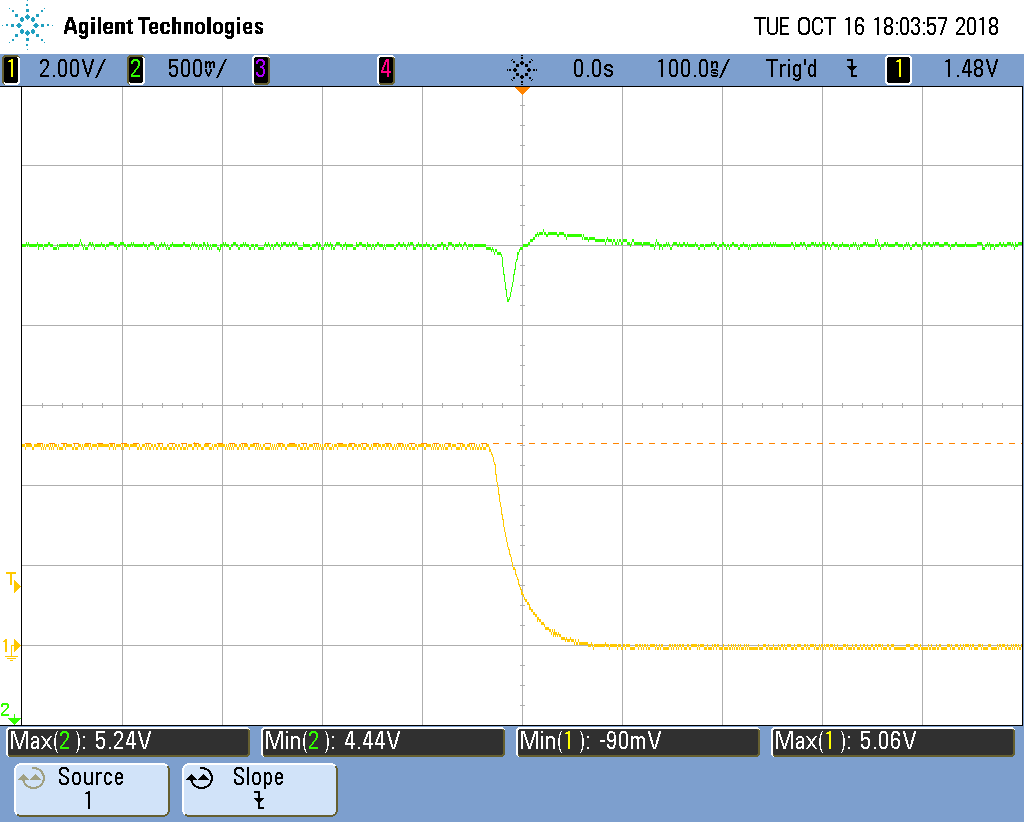 Agilent Technologies
TUE OCT 16 18:03:57 2018
1 2.00V/ 2 500mV/ 3 4 0.0s 100.0ns/ Trig'd 1 1.48V
T
1
2
Max(2): 5.24V Min(2): 4.44V Min(1): -90mV Max(1): 5.06V
Source
1
Slope